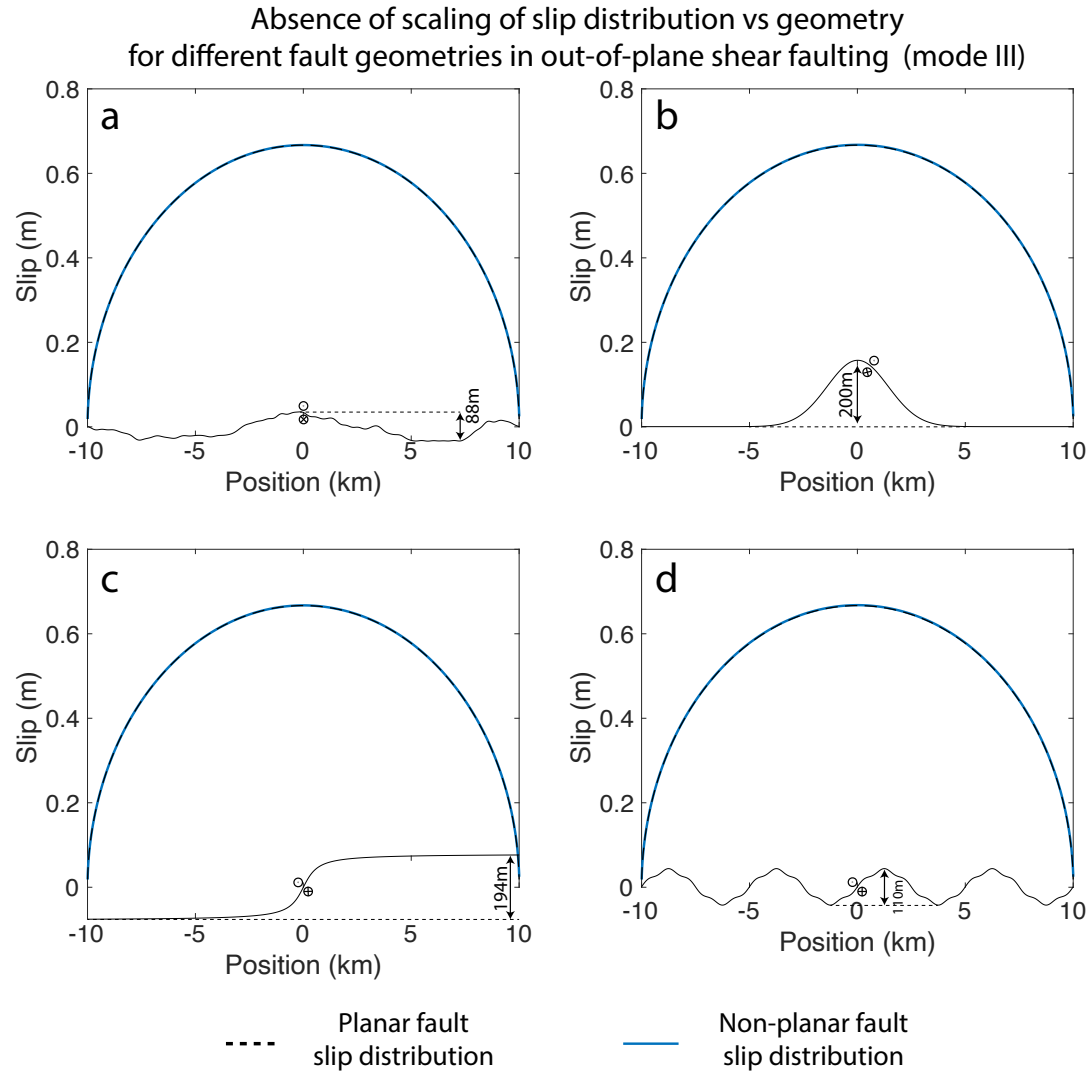 Absence of scaling of slip distribution vs geometry
for different fault geometries in out-of-plane shear faulting (mode III)
a
0.8
0.6
0.4
0.2
0
Slip (m)
88m
-10
-5
0
5
10
Position (km)
b
0.8
0.6
0.4
0.2
0
Slip (m)
200m
-10
-5
0
5
10
Position (km)
c
0.8
0.6
0.4
0.2
0
Slip (m)
194m
-10
-5
0
5
10
Position (km)
d
0.8
0.6
0.4
0.2
0
Slip (m)
110m
-10
-5
0
5
10
Position (km)
Planar fault
slip distribution
Non-planar fault
slip distribution